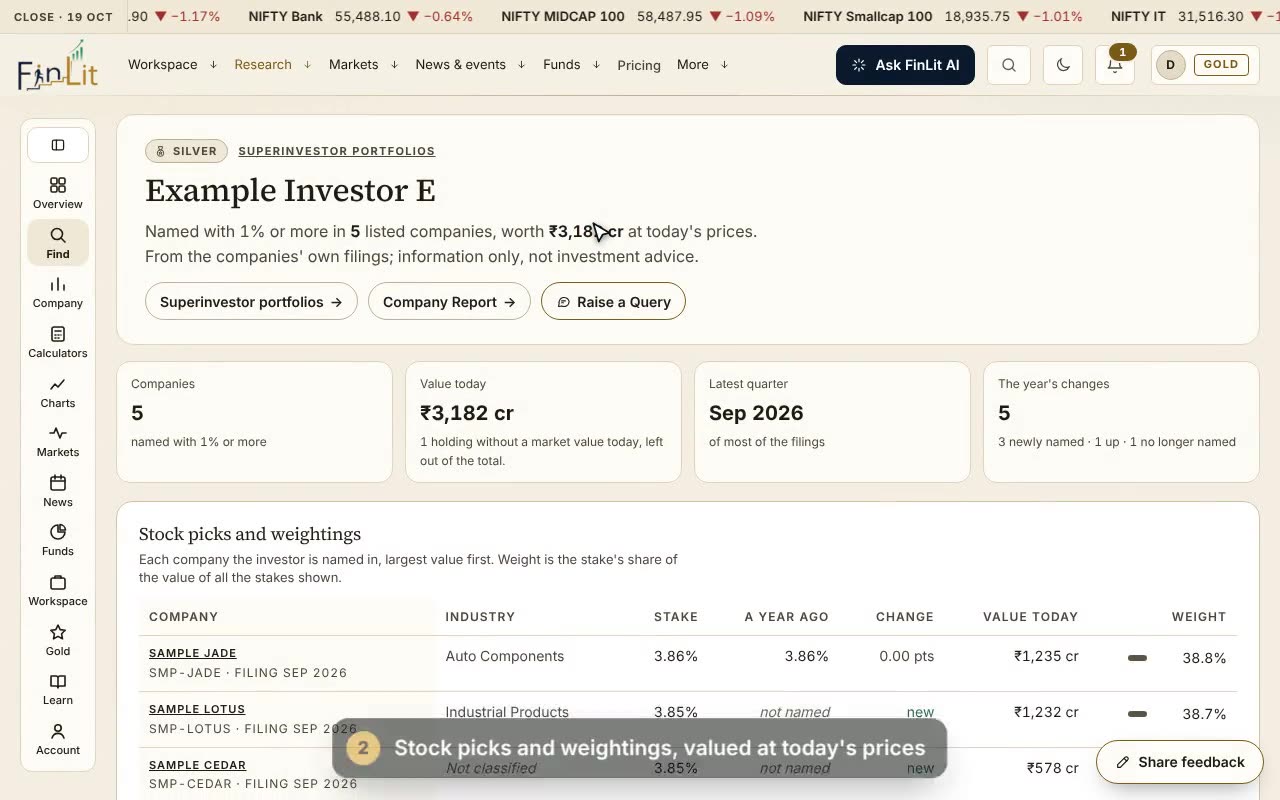 CLOSE · 19 OCT .90 ▼ −1.17% NIFTY Bank 55,488.10 ▼ −0.64% NIFTY MIDCAP 100 58,487.95 ▼ −1.09% NIFTY Smallcap 100 18,935.75 ▼ −1.01% NIFTY IT 31,516.30 ▼
FinLit Workspace ↓ Research ↓ Markets ↓ News & events ↓ Funds ↓ Pricing More ↓ Ask FinLit AI 1 D GOLD
Overview
Find
Company
Calculators
Charts
Markets
News
Funds
Workspace
Gold
Learn
Account
SILVER SUPERINVESTOR PORTFOLIOS
Example Investor E
Named with 1% or more in 5 listed companies, worth ₹3,182 cr at today's prices.
From the companies' own filings; information only, not investment advice.
Superinvestor portfolios → Company Report → Raise a Query
Companies
5
named with 1% or more
Value today
₹3,182 cr
1 holding without a market value today, left
out of the total.
Latest quarter
Sep 2026
of most of the filings
The year's changes
5
3 newly named · 1 up · 1 no longer named
Stock picks and weightings
Each company the investor is named in, largest value first. Weight is the stake's share of
the value of all the stakes shown.
COMPANY INDUSTRY STAKE A YEAR AGO CHANGE VALUE TODAY WEIGHT
SAMPLE JADE Auto Components 3.86% 3.86% 0.00 pts ₹1,235 cr 38.8%
SMP-JADE · FILING SEP 2026
SAMPLE LOTUS Industrial Products 3.85% not named new ₹1,232 cr 38.7%
SMP-LOTUS · FILING SEP 2026
SAMPLE CEDAR Not classified 3.85% not named new ₹578 cr
SMP-CEDAR · FILING SEP 2026
2 Stock picks and weightings, valued at today's prices
Share feedback